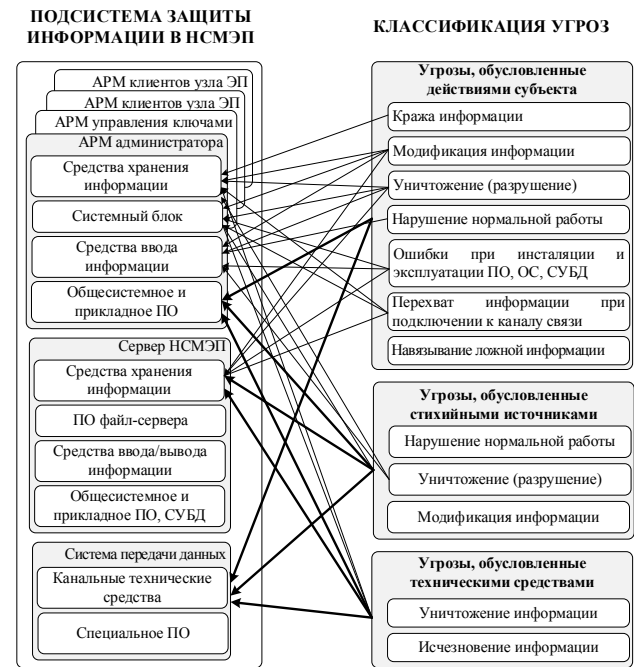 ПОДСИСТЕМА ЗАЩИТЫ
ИНФОРМАЦИИ В НСМЭП
АРМ клиентов узла ЭП
АРМ клиентов узла ЭП
АРМ управления ключами
АРМ администратора
Средства хранения
информации
Системный блок
Средства ввода
информации
Общесистемное и
прикладное ПО
Сервер НСМЭП
Средства хранения
информации
ПО файл-сервера
Средства ввода/вывода
информации
Общесистемное и
прикладное ПО, СУБД
Система передачи данных
Канальные технические
средства
Специальное ПО
КЛАССИФИКАЦИЯ УГРОЗ
Угрозы, обусловленные
действиями субъекта
Кража информации
Модификация информации
Уничтожение (разрушение)
Нарушение нормальной работы
Ошибки при инсталяции и
эксплуатации ПО, ОС, СУБД
Перехват информации при
подключении к каналу связи
Навязывание ложной информации
Угрозы, обусловленные
стихийными источниками
Нарушение нормальной работы
Уничтожение (разрушение)
Модификация информации
Угрозы, обусловленные
техническими средствами
Уничтожение информации
Исчезновение информации